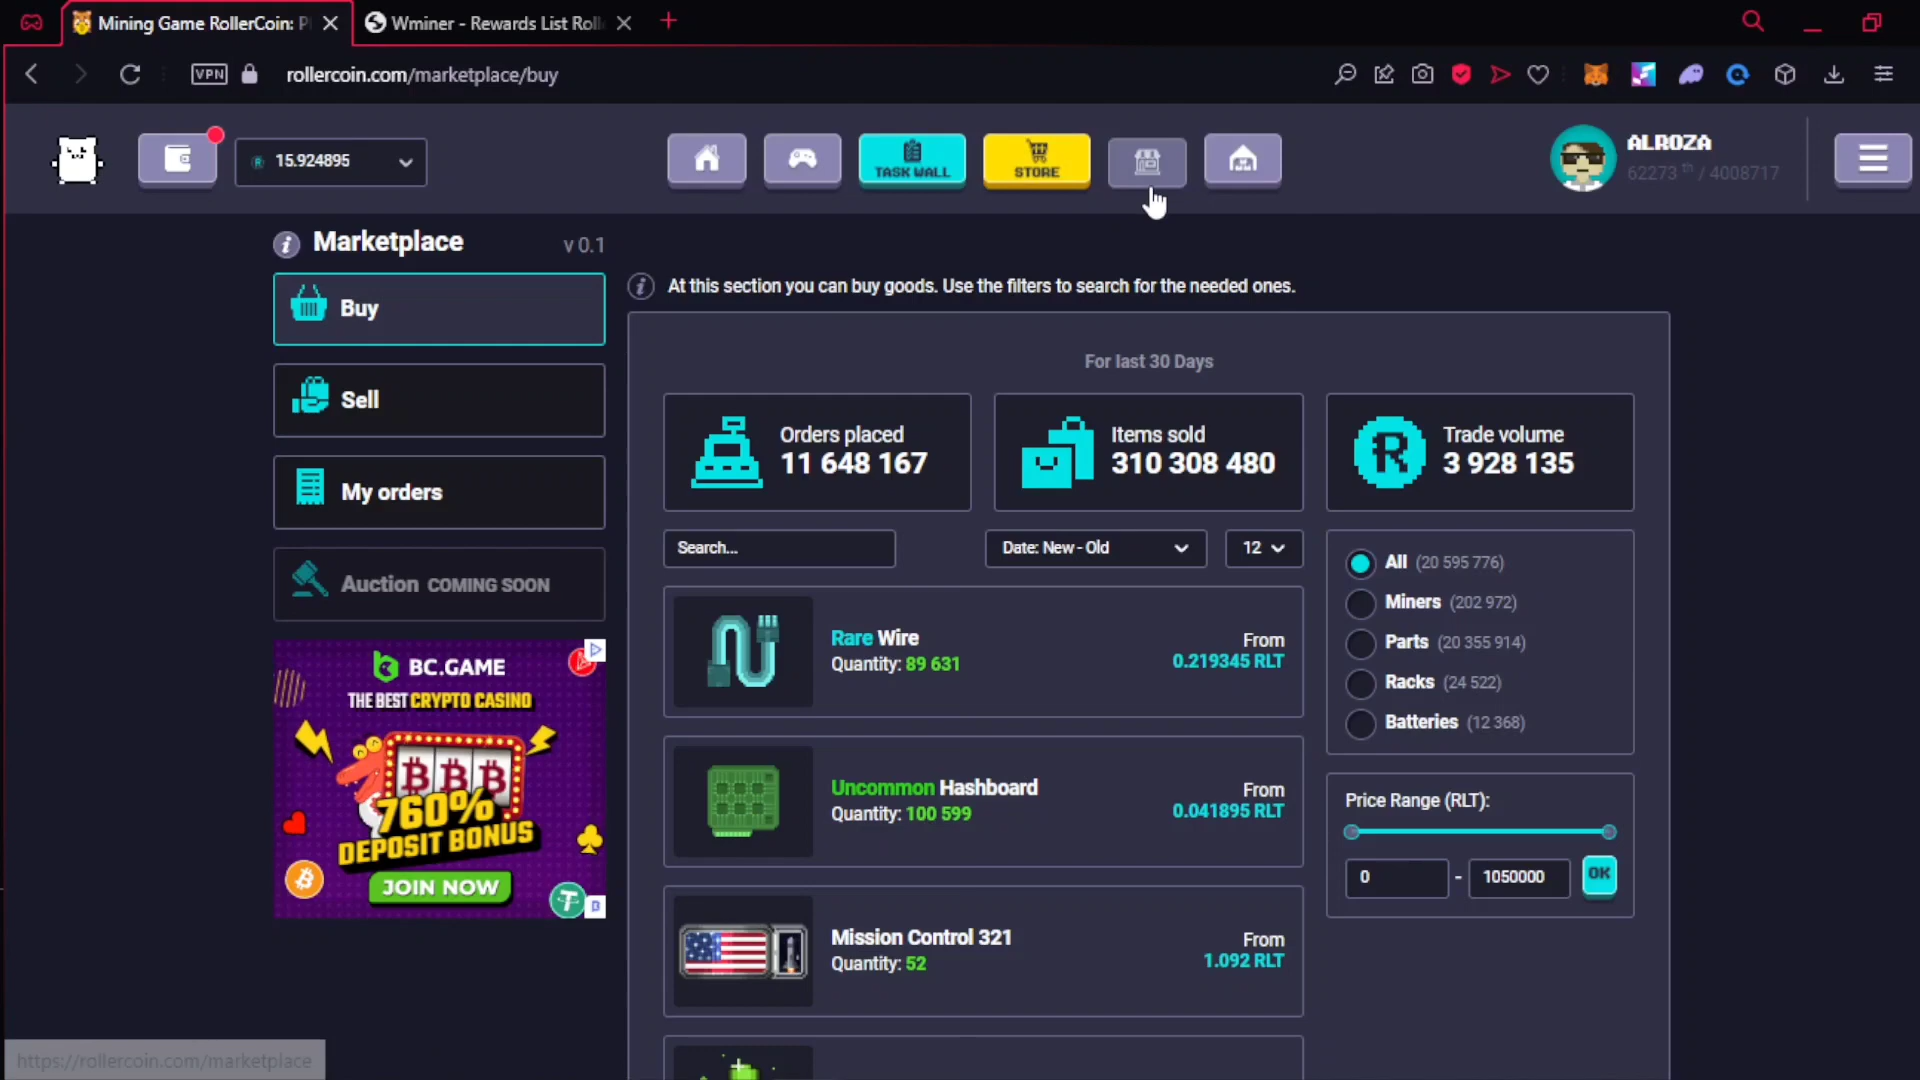 Mining Game RollerCoin: P
Wminer - Rewards List Roll
VPN
rollercoin.com/marketplace/buy
15.924895
TASK WALL
STORE
ALROZA
62273 th / 4008717
Marketplace
v 0.1
Buy
Sell
My orders
Auction COMING SOON
BC.GAME
THE BEST CRYPTO CASINO
BBB
760%
DEPOSIT BONUS
JOIN NOW
At this section you can buy goods. Use the filters to search for the needed ones.
For last 30 Days
Orders placed
11 648 167
Items sold
310 308 480
Trade volume
3 928 135
Search...
Date: New - Old
12
Rare Wire
Quantity: 89 631
From
0.219345 RLT
Uncommon Hashboard
Quantity: 100 599
From
0.041895 RLT
Mission Control 321
Quantity: 52
From
1.092 RLT
All (20 595 776)
Miners (202 972)
Parts (20 355 914)
Racks (24 522)
Batteries (12 368)
Price Range (RLT):
0 - 1050000 OK
https://rollercoin.com/marketplace